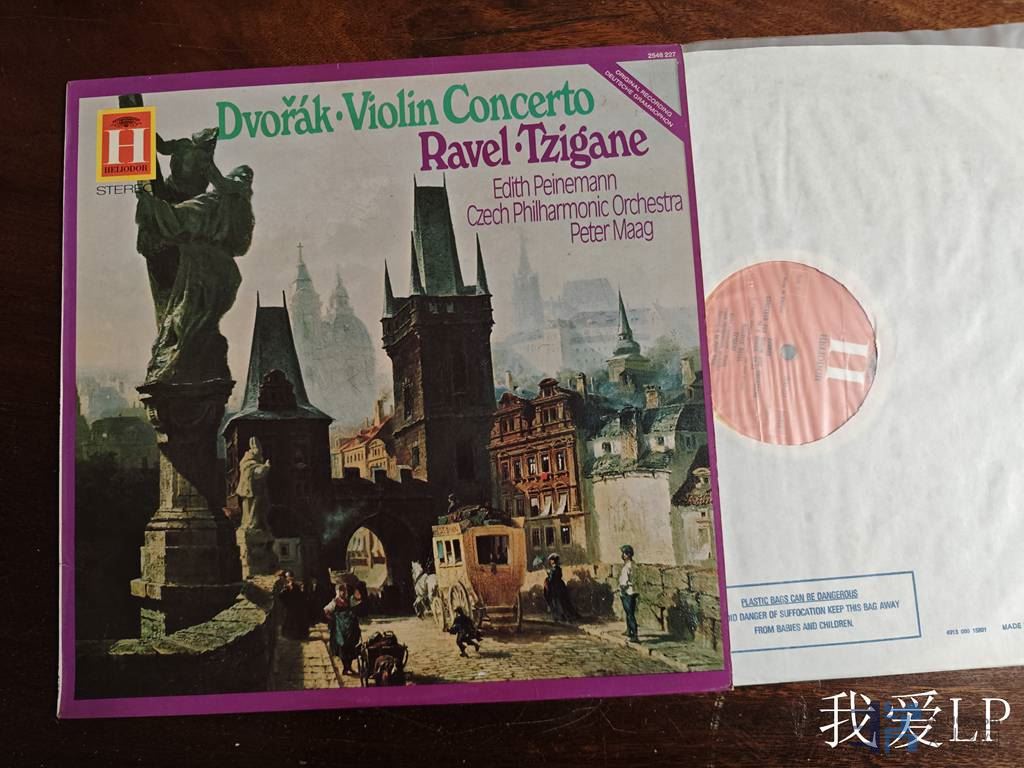 2548 227
ORIGINAL RECORDING
DEUTSCHE GRAMMOPHON
Dvořák·Violin Concerto
Ravel·Tzigane
H
HELIODOR
STEREO
Edith Peinemann
Czech Philharmonic Orchestra
Peter Maag
H
HELIODOR
PLASTIC BAGS CAN BE DANGEROUS
DANGER OF SUFFOCATION KEEP THIS BAG AWAY
FROM BABIES AND CHILDREN.
MADE
我爱LP